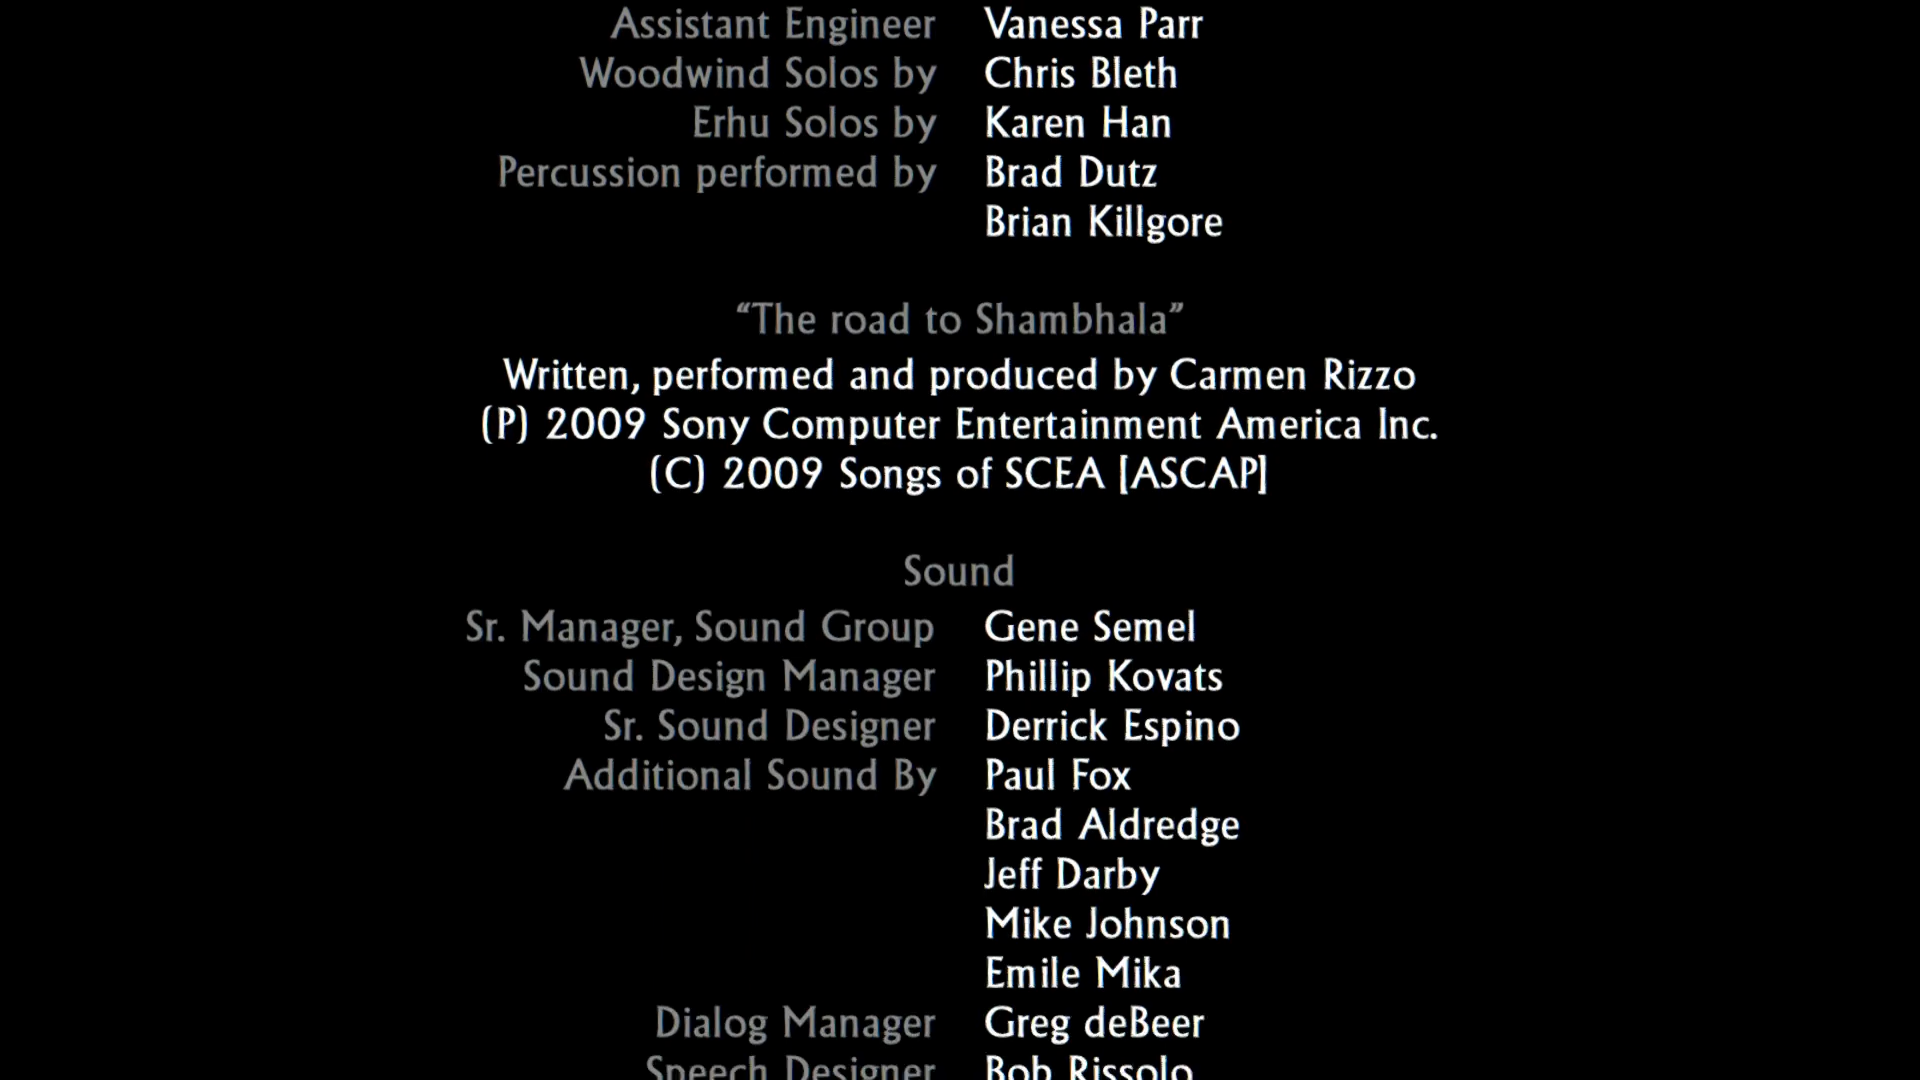 Assistant Engineer Vanessa Parr
Woodwind Solos by Chris Bleth
Erhu Solos by Karen Han
Percussion performed by Brad Dutz
Brian Killgore
“The road to Shambhala”
Written, performed and produced by Carmen Rizzo
(P) 2009 Sony Computer Entertainment America Inc.
(C) 2009 Songs of SCEA [ASCAP]
Sound
Sr. Manager, Sound Group Gene Semel
Sound Design Manager Phillip Kovats
Sr. Sound Designer Derrick Espino
Additional Sound By Paul Fox
Brad Aldredge
Jeff Darby
Mike Johnson
Emile Mika
Dialog Manager Greg deBeer
Speech Designer Bob Rissolo